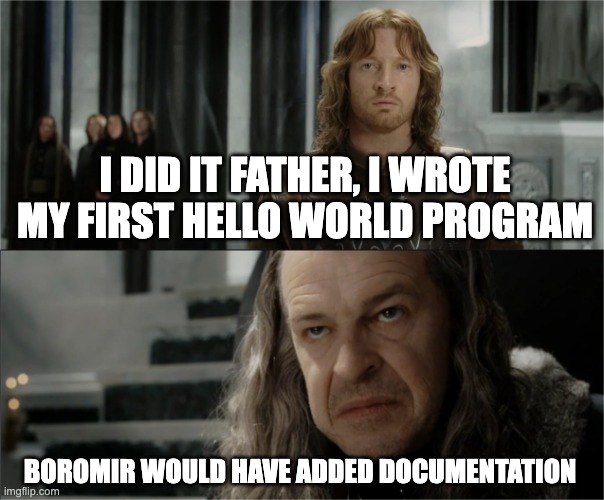 I DID IT FATHER, I WROTE
MY FIRST HELLO WORLD PROGRAM
BOROMIR WOULD HAVE ADDED DOCUMENTATION
imgflip.com